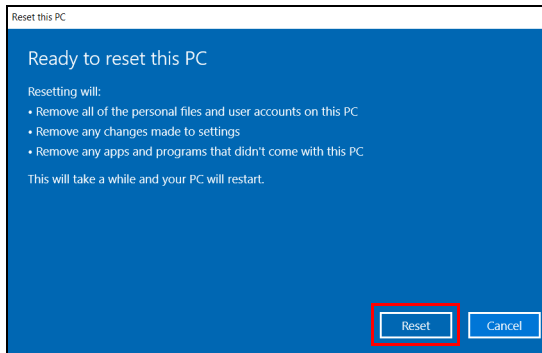 Reset this PC
Ready to reset this PC
Resetting will:
• Remove all of the personal files and user accounts on this PC
• Remove any changes made to settings
• Remove any apps and programs that didn't come with this PC
This will take a while and your PC will restart.
Reset Cancel